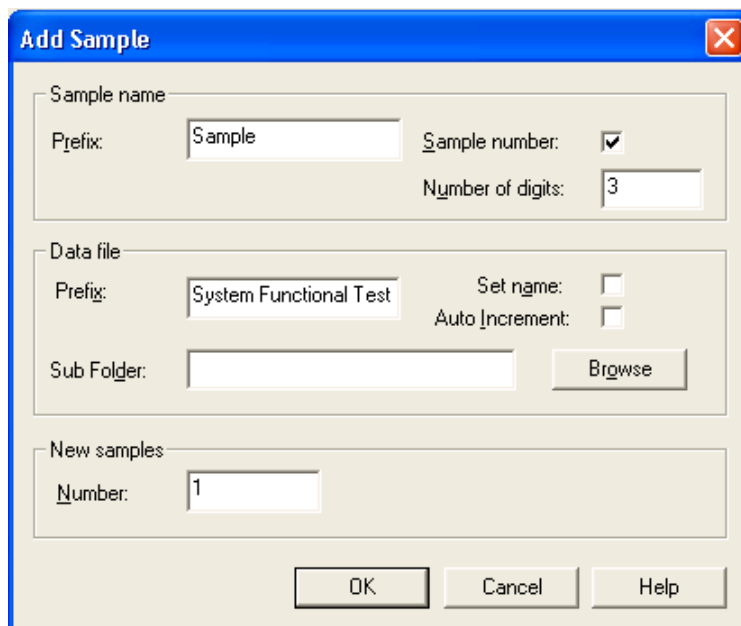 Add Sample
Sample name
Prefix: Sample Sample number:
Number of digits: 3
Data file
Prefix: System Functional Test Set name:
Auto Increment:
Sub Folder: Browse
New samples
Number: 1
OK Cancel Help